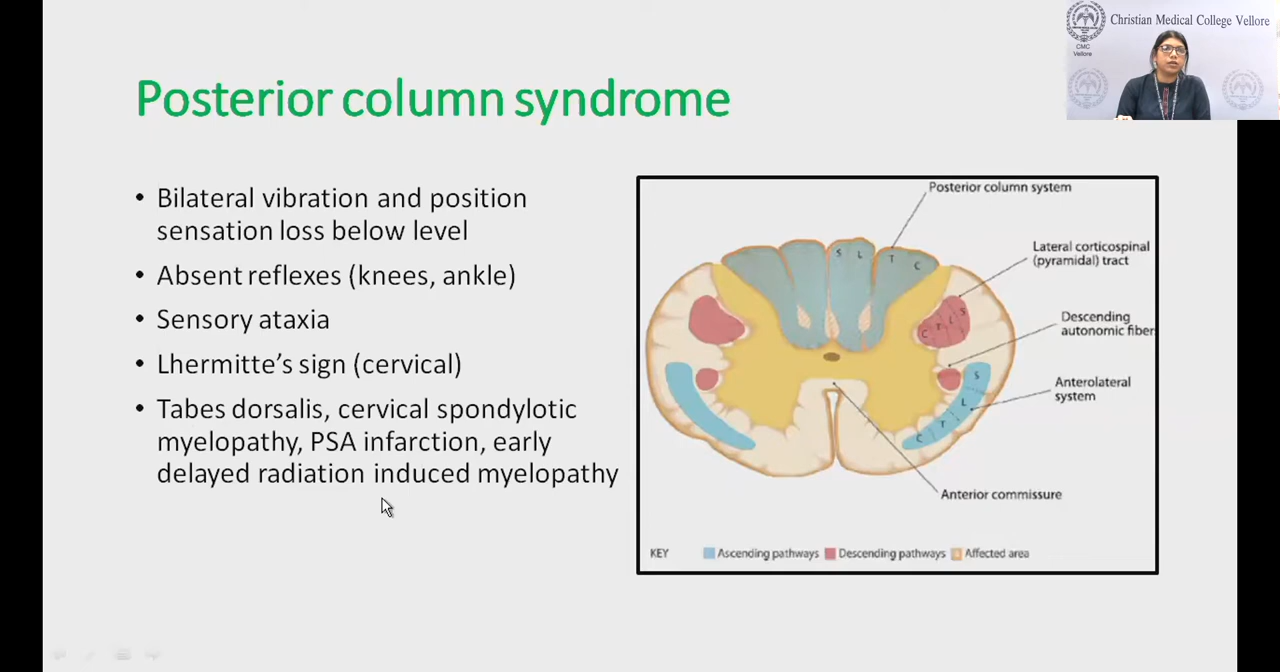 Christian Medical College Vellore
CMC
Vellore
Posterior column syndrome
• Bilateral vibration and position
sensation loss below level
• Absent reflexes (knees, ankle)
• Sensory ataxia
• Lhermitte’s sign (cervical)
• Tabes dorsalis, cervical spondylotic
myelopathy, PSA infarction, early
delayed radiation induced myelopathy
Posterior column system
Lateral corticospinal
(pyramidal) tract
Descending
autonomic fiber
Anterolateral
system
Anterior commissure
S L T C
C T L S
S
L
T
C
KEY Ascending pathways Descending pathways Affected area